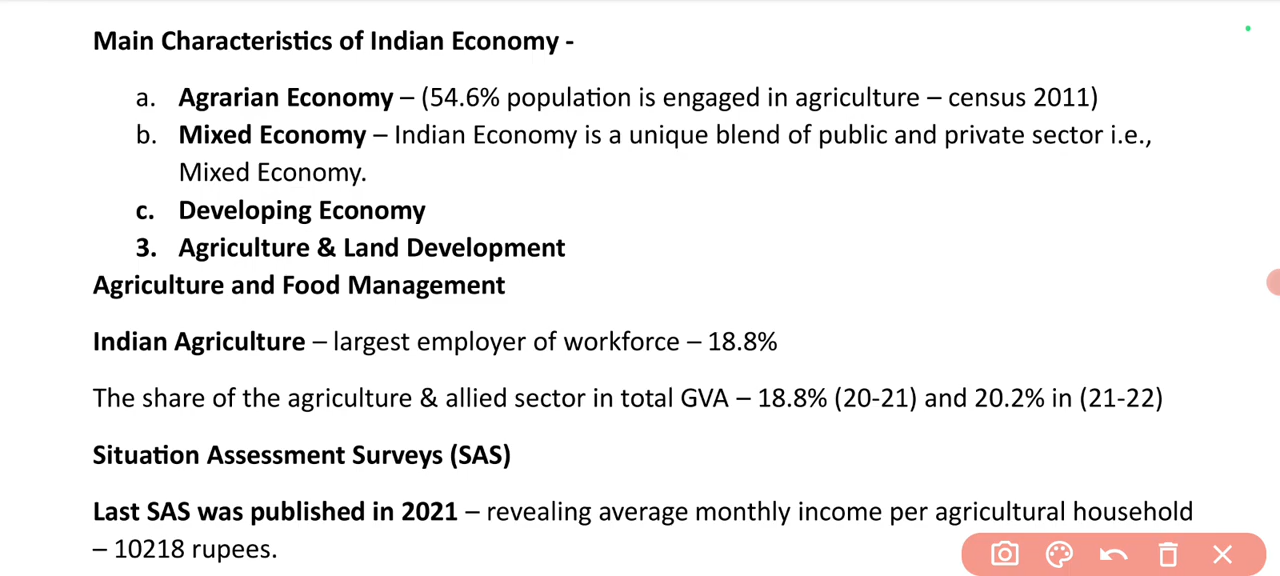 Main Characteristics of Indian Economy -
a. Agrarian Economy – (54.6% population is engaged in agriculture – census 2011)
b. Mixed Economy – Indian Economy is a unique blend of public and private sector i.e.,
Mixed Economy.
c. Developing Economy
3. Agriculture & Land Development
Agriculture and Food Management
Indian Agriculture – largest employer of workforce – 18.8%
The share of the agriculture & allied sector in total GVA – 18.8% (20-21) and 20.2% in (21-22)
Situation Assessment Surveys (SAS)
Last SAS was published in 2021 – revealing average monthly income per agricultural household
– 10218 rupees.